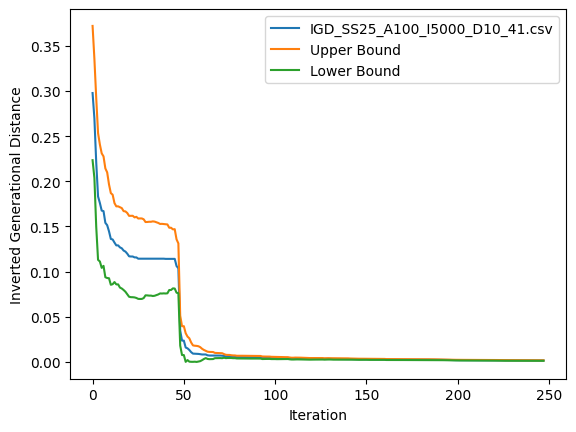 IGD_SS25_A100_I5000_D10_41.csv
Upper Bound
Lower Bound
Inverted Generational Distance
0.35
0.30
0.25
0.20
0.15
0.10
0.05
0.00
0
50
100
150
200
250
Iteration